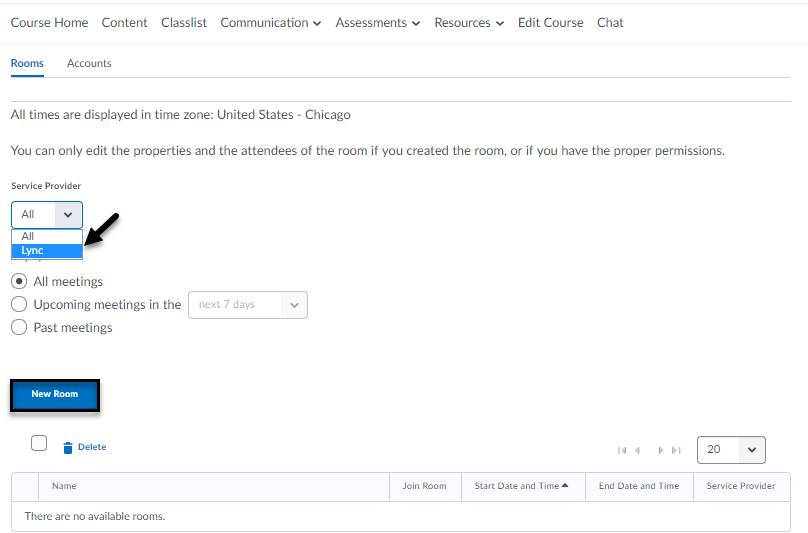 Course Home Content Classlist Communication Assessments Resources Edit Course Chat
Rooms Accounts
All times are displayed in time zone: United States - Chicago
You can only edit the properties and the attendees of the room if you created the room, or if you have the proper permissions.
Service Provider
All
All
Lync
All meetings
Upcoming meetings in the next 7 days
Past meetings
New Room
Delete 20
Name Join Room Start Date and Time End Date and Time Service Provider
There are no available rooms.